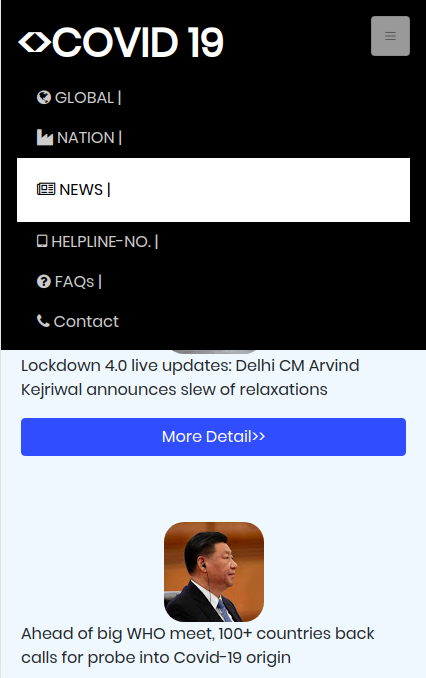 <>COVID 19
GLOBAL |
NATION |
NEWS |
HELPLINE-NO. |
FAQs |
Contact
Lockdown 4.0 live updates: Delhi CM Arvind
Kejriwal announces slew of relaxations
More Detail>>
Ahead of big WHO meet, 100+ countries back
calls for probe into Covid-19 origin